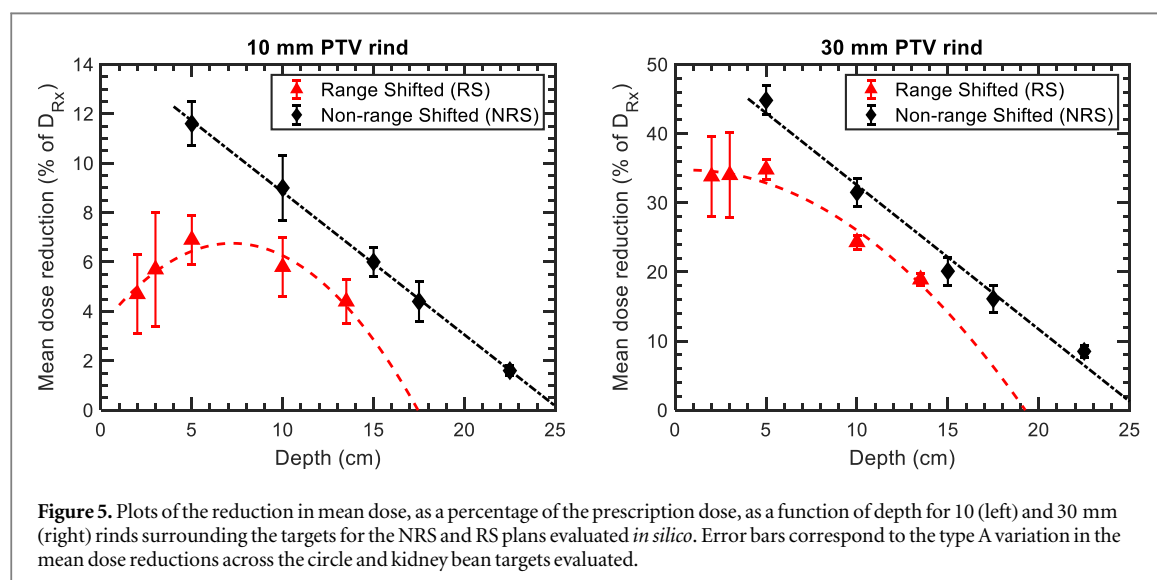 10 mm PTV rind
Mean dose reduction (% of D_Rx)
14
12
10
8
6
4
2
0
Range Shifted (RS)
Non-range Shifted (NRS)
0 5 10 15 20 25
Depth (cm)
30 mm PTV rind
Mean dose reduction (% of D_Rx)
50
40
30
20
10
0
Range Shifted (RS)
Non-range Shifted (NRS)
0 5 10 15 20 25
Depth (cm)
Figure 5. Plots of the reduction in mean dose, as a percentage of the prescription dose, as a function of depth for 10 (left) and 30 mm
(right) rinds surrounding the targets for the NRS and RS plans evaluated in silico. Error bars correspond to the type A variation in the
mean dose reductions across the circle and kidney bean targets evaluated.